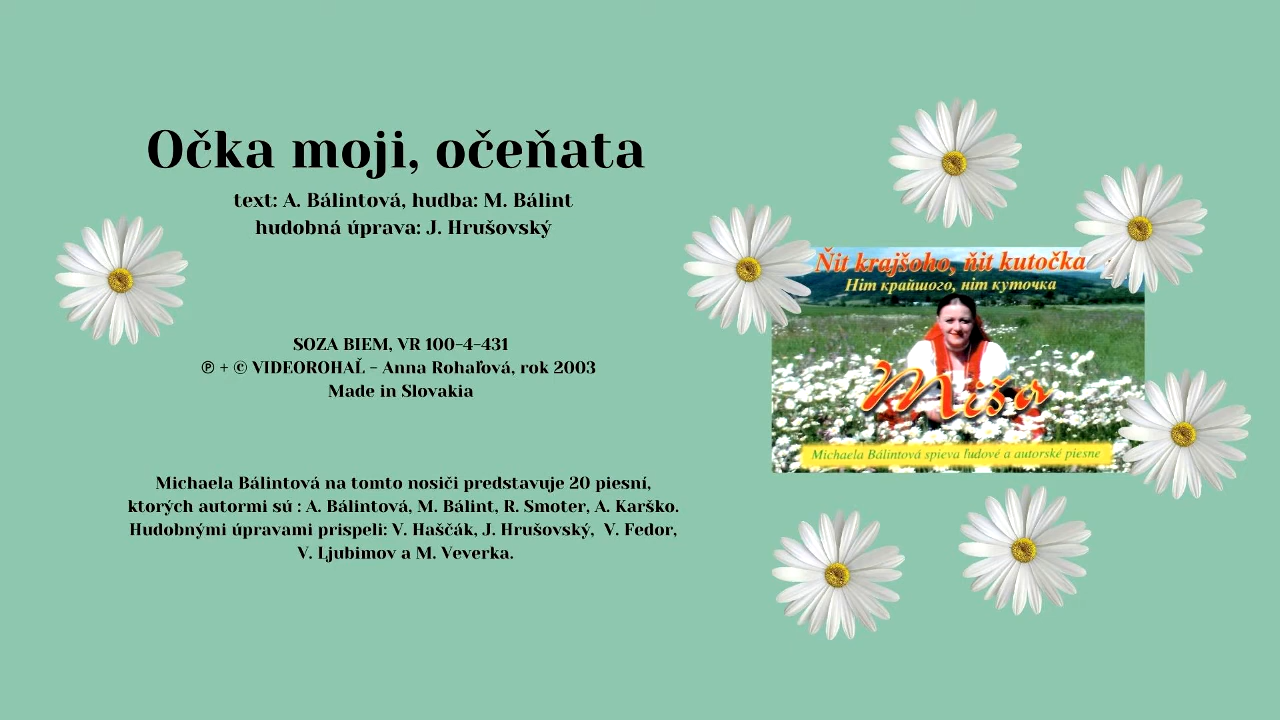 Očka moji, očeňata
text: A. Bálintová, hudba: M. Bálint
hudobná úprava: J. Hrušovský
SOZA BIEM, VR 100-4-431
℗ + © VIDEOROHAĽ - Anna Rohaľová, rok 2003
Made in Slovakia
Michaela Bálintová na tomto nosiči predstavuje 20 piesní,
ktorých autormi sú : A. Bálintová, M. Bálint, R. Smoter, A. Karško.
Hudobnými úpravami prispeli: V. Haščák, J. Hrušovský, V. Fedor,
V. Ljubimov a M. Veverka.
Ňit krajšoho, ňit kutočka
Ніт крайшого, ніт куточка
Mišo
Michaela Bálintová spieva ľudové a autorské piesne